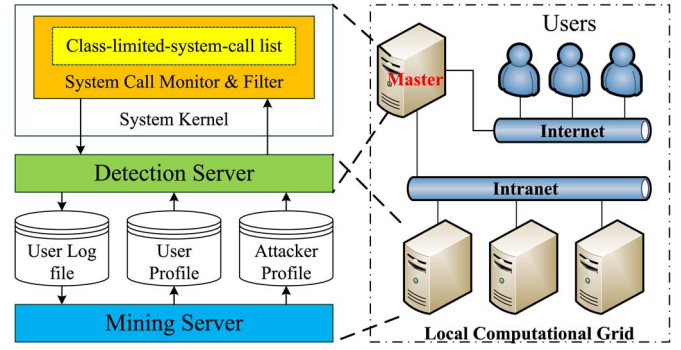 Class-limited-system-call list
System Call Monitor & Filter
System Kernel
Detection Server
User Log
file
User
Profile
Attacker
Profile
Mining Server
Users
Master
Internet
Intranet
Local Computational Grid